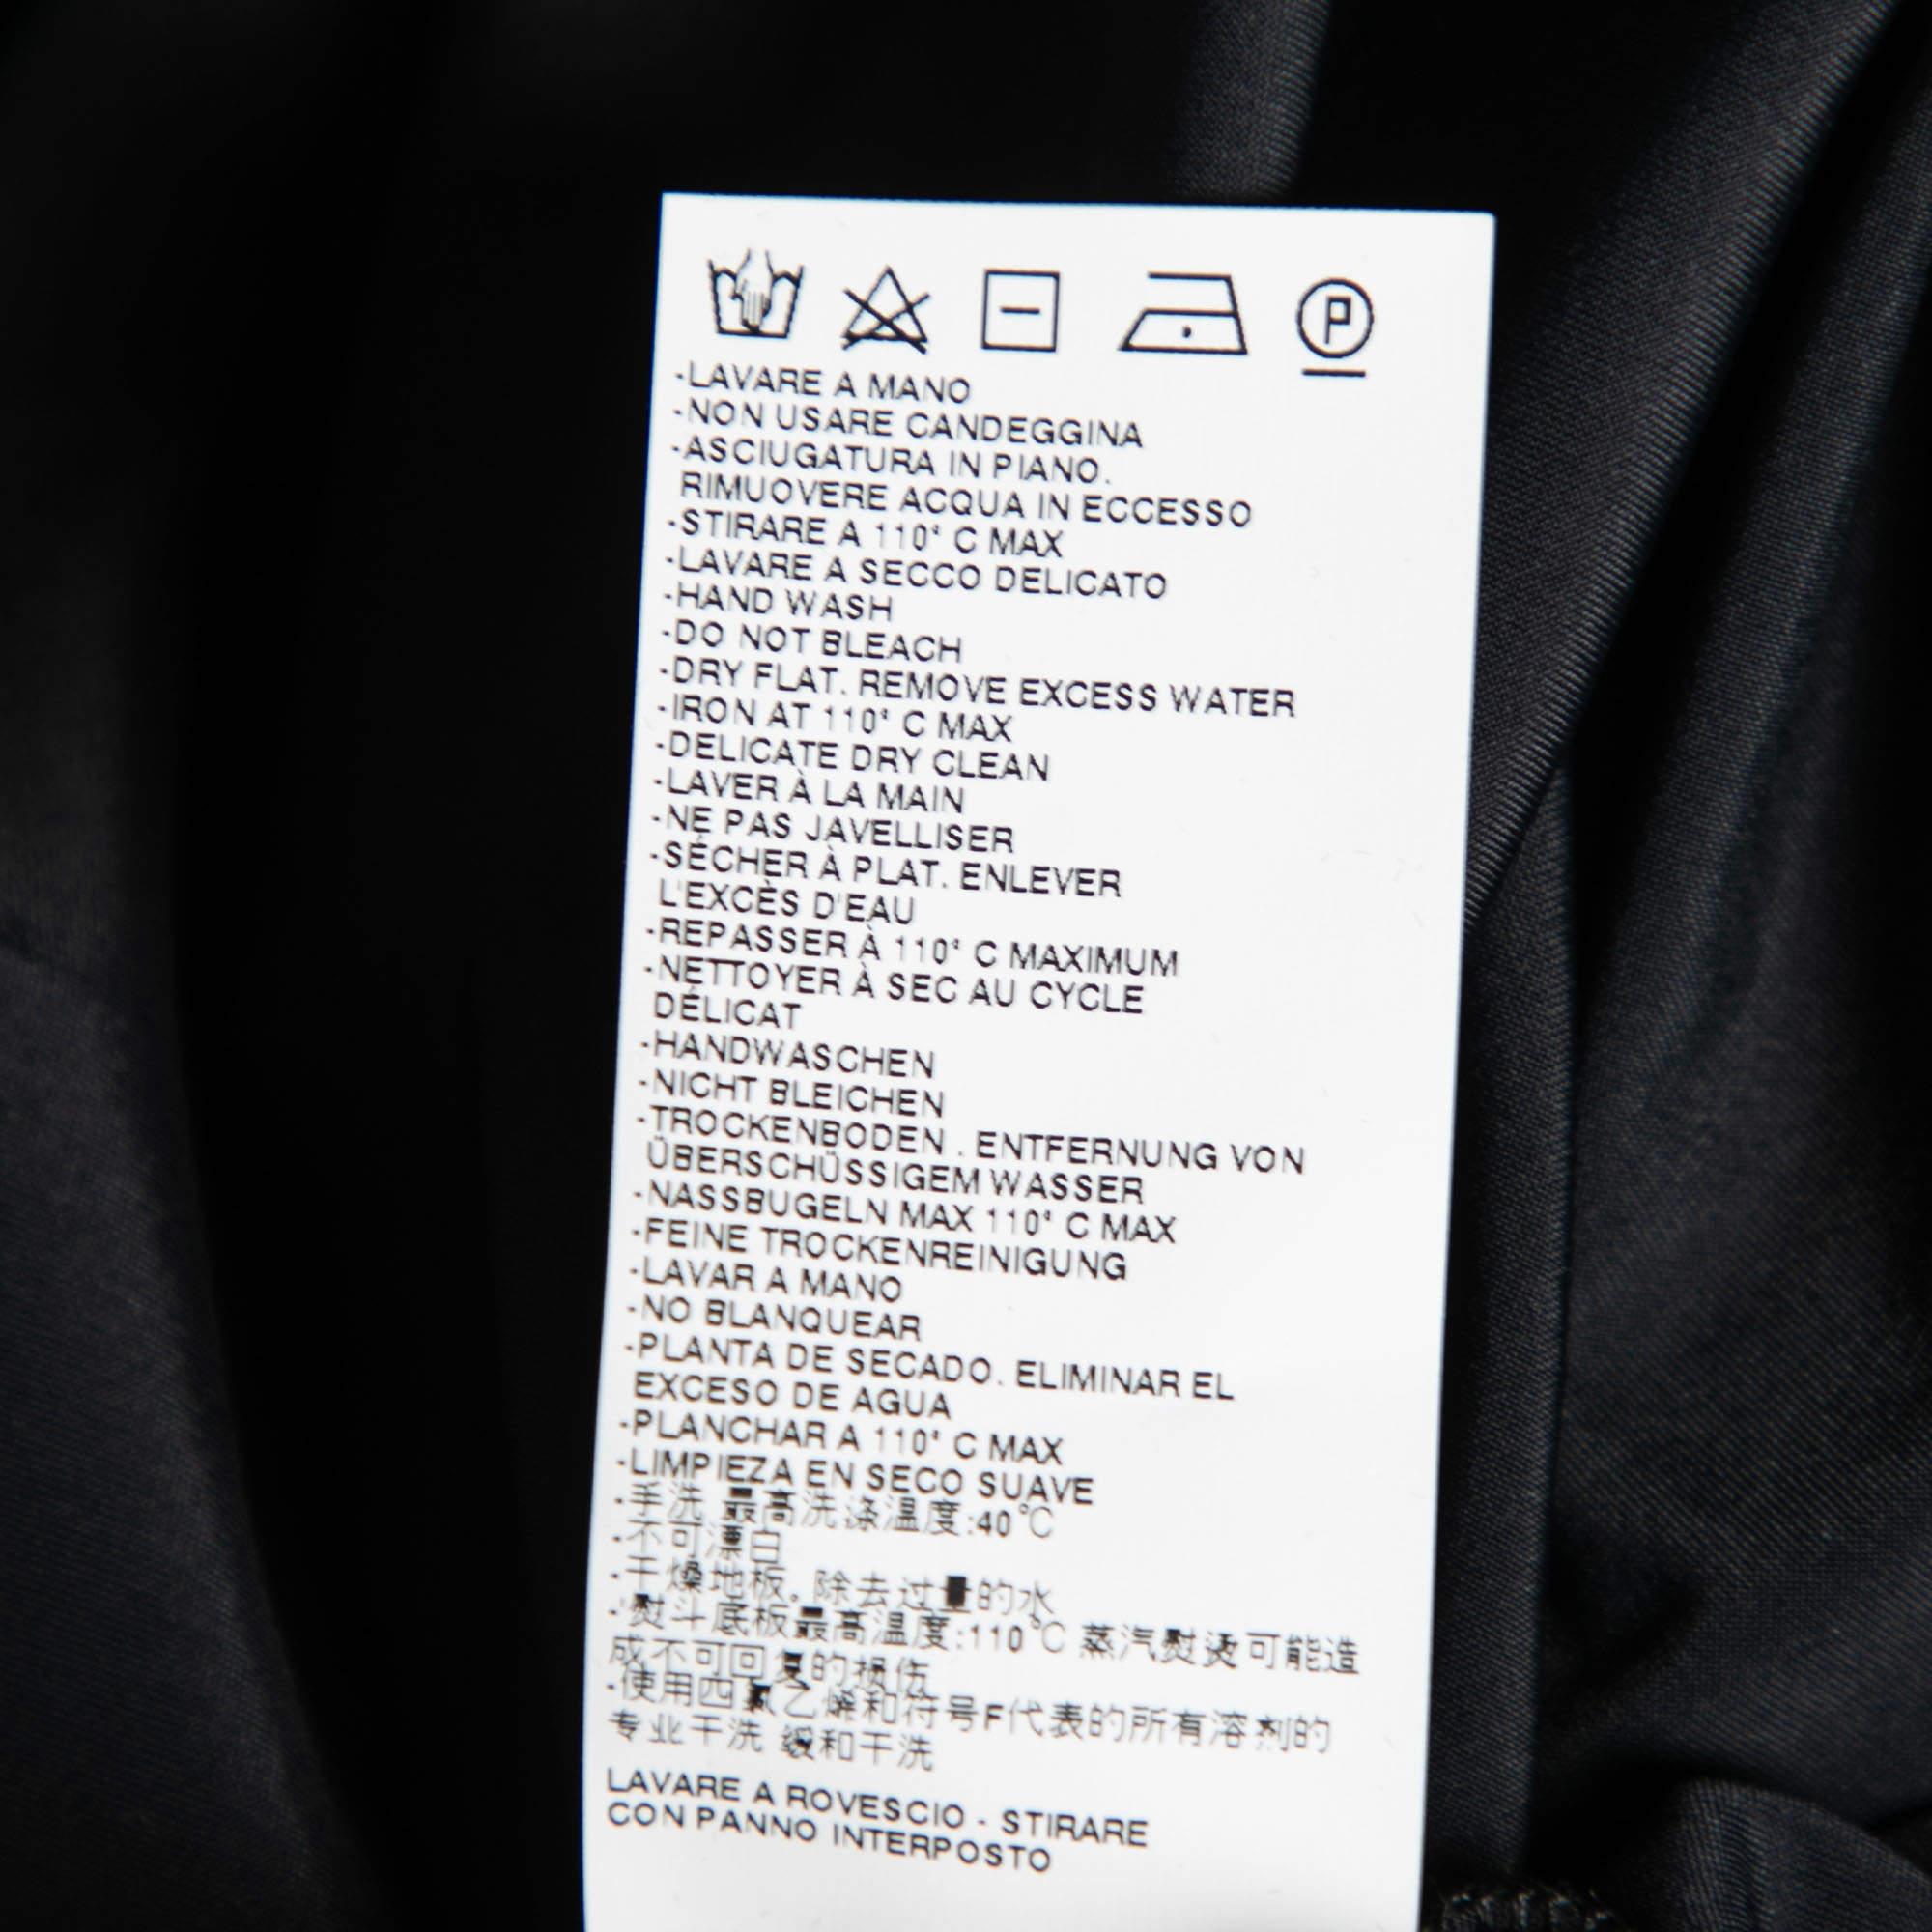 P
-LAVARE A MANO
-NON USARE CANDEGGINA
-ASCIUGATURA IN PIANO.
RIMUOVERE ACQUA IN ECCESSO
-STIRARE A 110° C MAX
-LAVARE A SECCO DELICATO
-HAND WASH
-DO NOT BLEACH
-DRY FLAT. REMOVE EXCESS WATER
-IRON AT 110° C MAX
-DELICATE DRY CLEAN
-LAVER À LA MAIN
-NE PAS JAVELLISER
-SÉCHER À PLAT. ENLEVER
L'EXCÈS D'EAU
-REPASSER À 110° C MAXIMUM
-NETTOYER À SEC AU CYCLE
DÉLICAT
-HANDWASCHEN
-NICHT BLEICHEN
-TROCKENBODEN . ENTFERNUNG VON
ÜBERSCHÜSSIGEM WASSER
-NASSBUGELN MAX 110° C MAX
-FEINE TROCKENREINIGUNG
-LAVAR A MANO
-NO BLANQUEAR
-PLANTA DE SECADO. ELIMINAR EL
EXCESO DE AGUA
-PLANCHAR A 110° C MAX
-LIMPIEZA EN SECO SUAVE
-手洗 最高洗涤温度:40℃
-不可漂白
-干燥地板。除去过量的水
-熨斗底板最高温度:110℃ 蒸汽熨烫可能造
成不可回复的损伤
-使用四氯乙烯和符号F代表的所有溶剂的
专业干洗 缓和干洗
LAVARE A ROVESCIO - STIRARE
CON PANNO INTERPOSTO